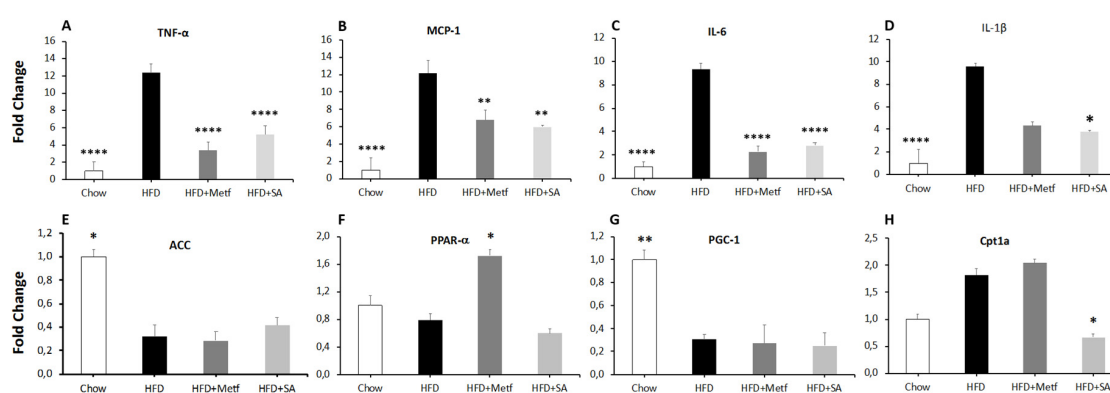 A
TNF-α
Fold Change
16
14
12
10
8
6
4
2
0
****
****
****
Chow
HFD
HFD+Metf
HFD+SA
B
MCP-1
16
14
12
10
8
6
4
2
0
****
**
**
Chow
HFD
HFD+Metf
HFD+SA
C
IL-6
12
10
8
6
4
2
0
****
****
****
Chow
HFD
HFD+Metf
HFD+SA
D
IL-1β
12
10
8
6
4
2
0
****
*
Chow
HFD
HFD+Metf
HFD+SA
E
ACC
Fold Change
1,2
1,0
0,8
0,6
0,4
0,2
0,0
*
Chow
HFD
HFD+Metf
HFD+SA
F
PPAR-α
2,0
1,6
1,2
0,8
0,4
0,0
*
Chow
HFD
HFD+Metf
HFD+SA
G
PGC-1
1,2
1,0
0,8
0,6
0,4
0,2
0,0
**
Chow
HFD
HFD+Metf
HFD+SA
H
Cpt1a
2,5
2,0
1,5
1,0
0,5
0,0
*
Chow
HFD
HFD+Metf
HFD+SA